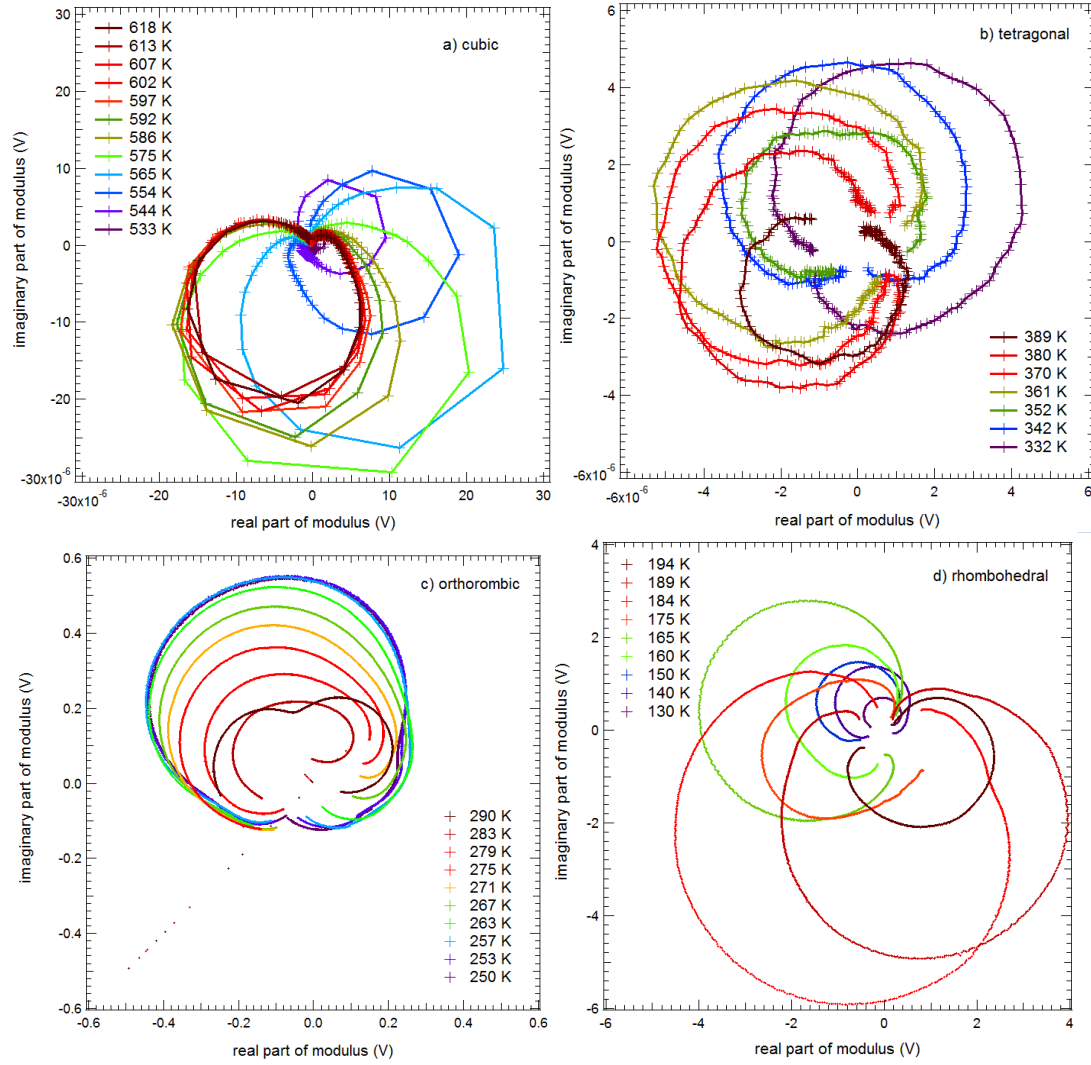 a) cubic
618 K
613 K
607 K
602 K
597 K
592 K
586 K
575 K
565 K
554 K
544 K
533 K
30
20
10
0
-10
-20
-30x10⁻⁶
-30x10⁻⁶
-20
-10
0
10
20
30
imaginary part of modulus (V)
real part of modulus (V)
b) tetragonal
6
4
2
0
-2
-4
-6x10⁻⁶
-6x10⁻⁶
-4
-2
0
2
4
6
389 K
380 K
370 K
361 K
352 K
342 K
332 K
imaginary part of modulus (V)
real part of modulus (V)
c) orthorombic
0.6
0.4
0.2
0.0
-0.2
-0.4
-0.6
-0.6
-0.4
-0.2
0.0
0.2
0.4
0.6
290 K
283 K
279 K
275 K
271 K
267 K
263 K
257 K
253 K
250 K
imaginary part of modulus (V)
real part of modulus (V)
d) rhombohedral
194 K
189 K
184 K
175 K
165 K
160 K
150 K
140 K
130 K
4
2
0
-2
-4
-6
-6
-4
-2
0
2
4
imaginary part of modulus (V)
real part of modulus (V)